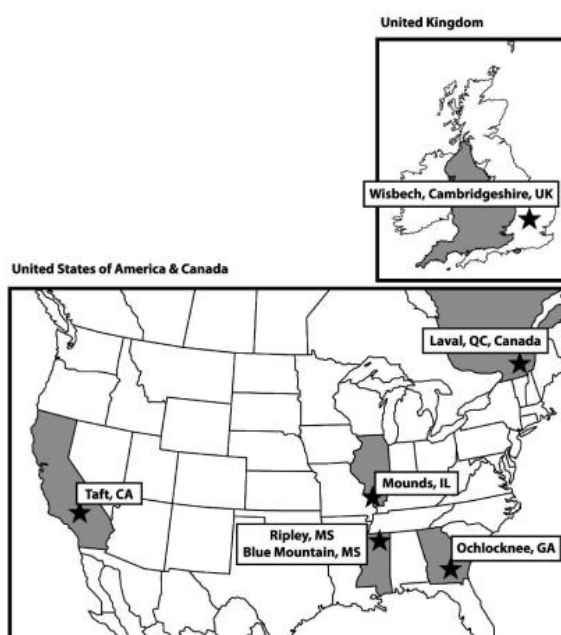 United Kingdom
Wisbech, Cambridgeshire, UK
United States of America & Canada
Laval, QC, Canada
Taft, CA
Mounds, IL
Ripley, MS
Blue Mountain, MS
Ochlocknee, GA